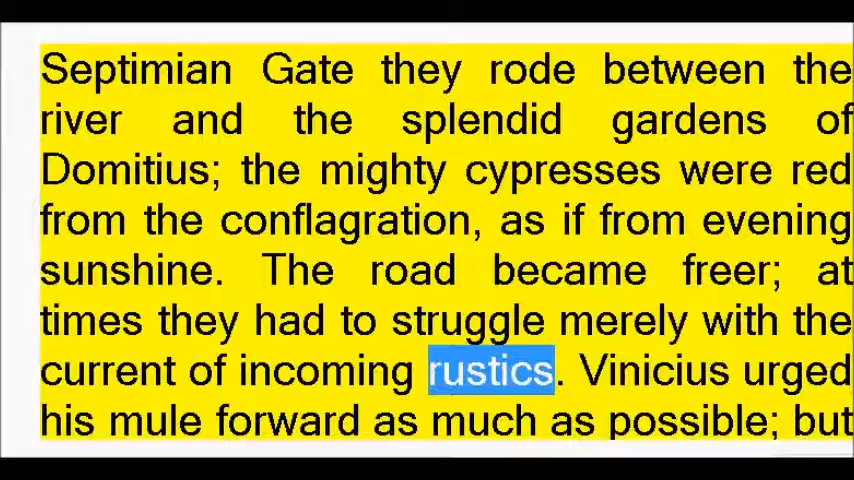 Septimian Gate they rode between the
river and the splendid gardens of
Domitius; the mighty cypresses were red
from the conflagration, as if from evening
sunshine. The road became freer; at
times they had to struggle merely with the
current of incoming rustics. Vinicius urged
his mule forward as much as possible; but